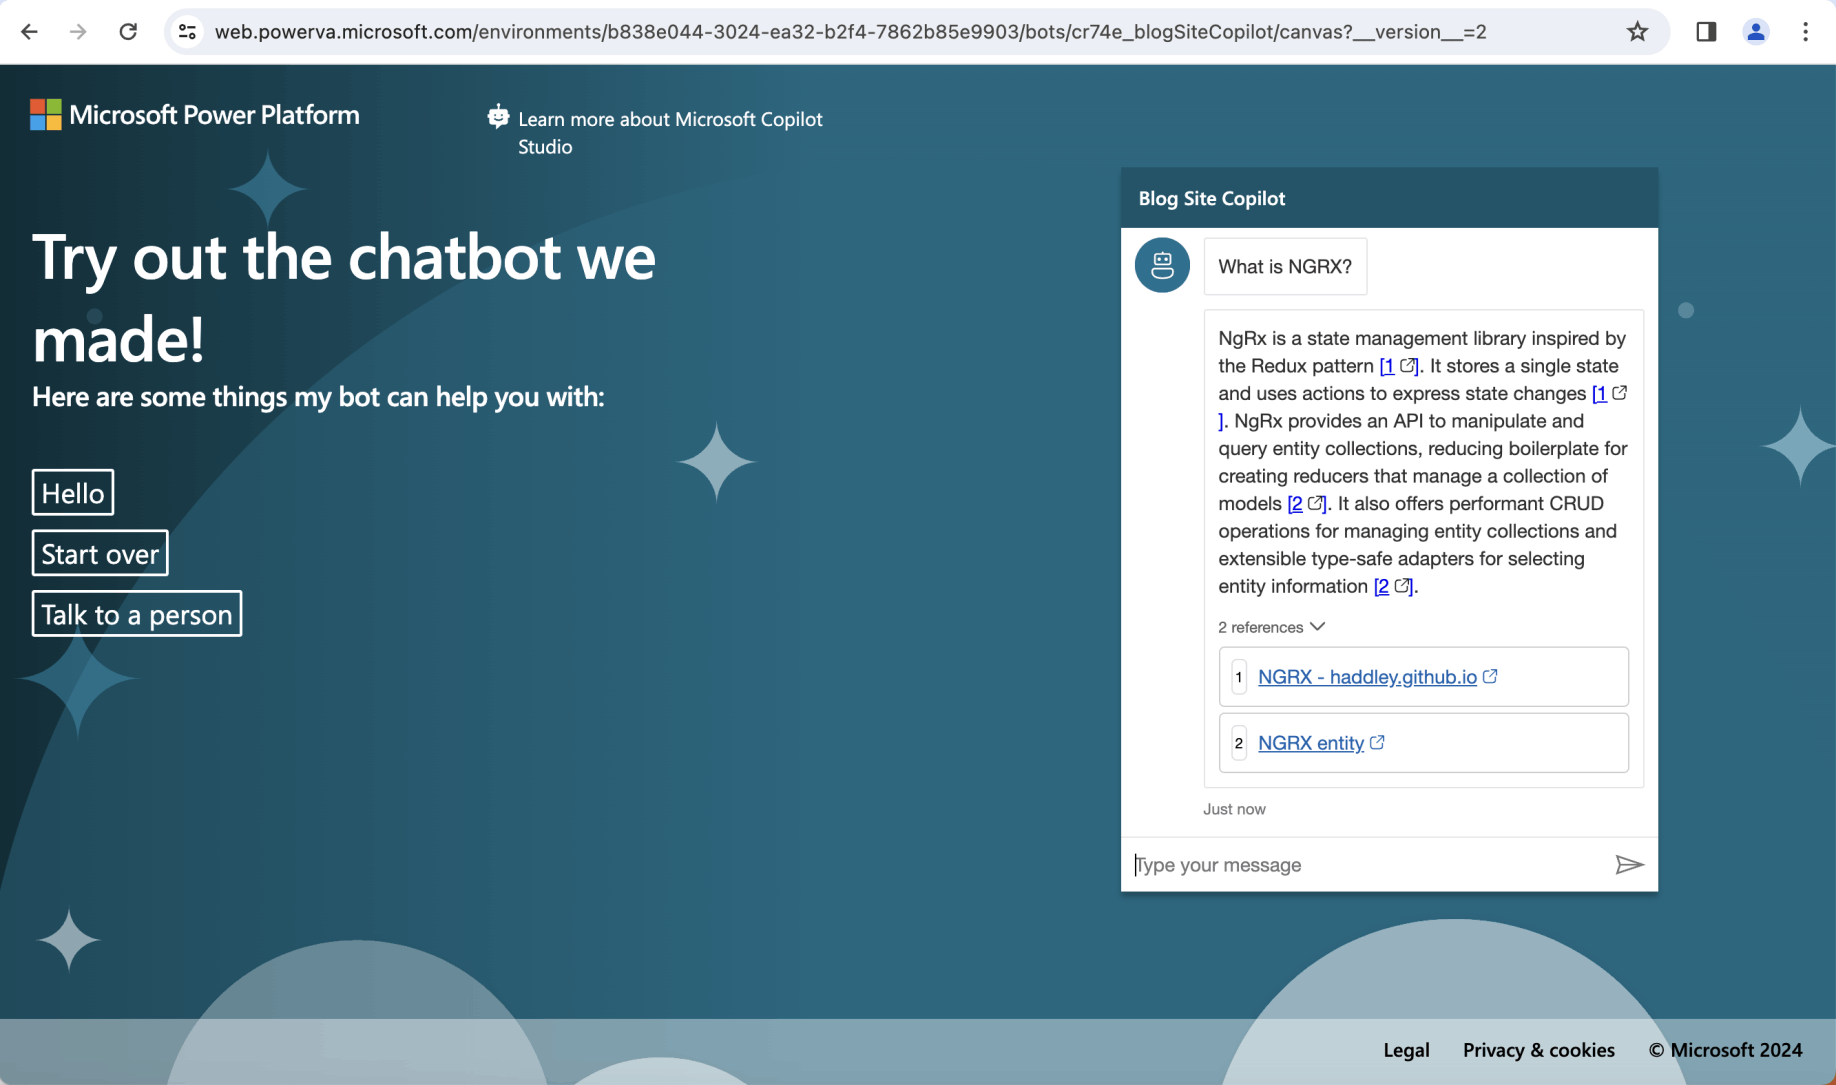 web.powerva.microsoft.com/environments/b838e044-3024-ea32-b2f4-7862b85e9903/bots/cr74e_blogSiteCopilot/canvas?__version__=2
Microsoft Power Platform
Learn more about Microsoft Copilot
Studio
Try out the chatbot we
made!
Here are some things my bot can help you with:
Hello
Start over
Talk to a person
Blog Site Copilot
What is NGRX?
NgRx is a state management library inspired by
the Redux pattern [1]. It stores a single state
and uses actions to express state changes [1
]. NgRx provides an API to manipulate and
query entity collections, reducing boilerplate for
creating reducers that manage a collection of
models [2]. It also offers performant CRUD
operations for managing entity collections and
extensible type-safe adapters for selecting
entity information [2].
2 references
1 NGRX - haddley.github.io
2 NGRX entity
Just now
Type your message
Legal Privacy & cookies © Microsoft 2024